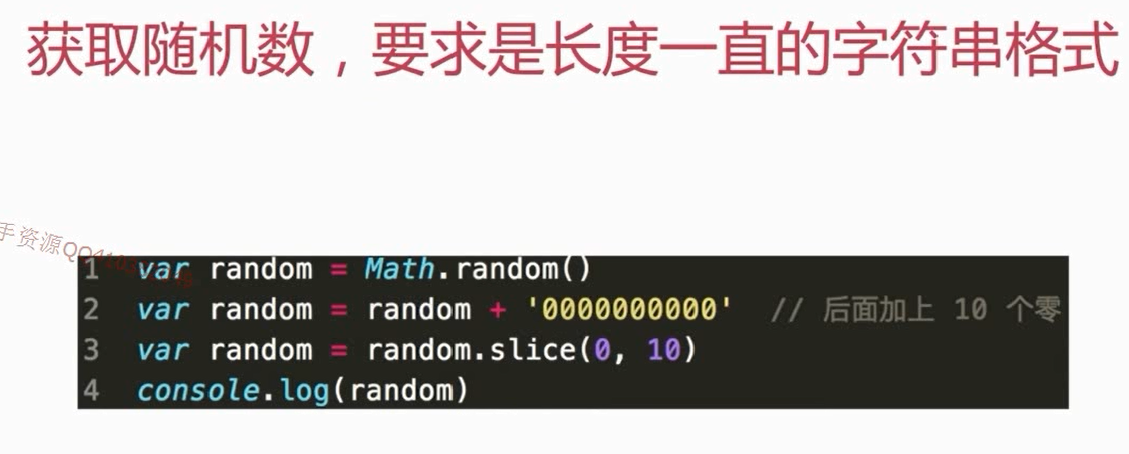 获取随机数，要求是长度一直的字符串格式
手资源QQ
1 var random = Math.random()
2 var random = random + '0000000000' // 后面加上 10 个零
3 var random = random.slice(0, 10)
4 console.log(random)